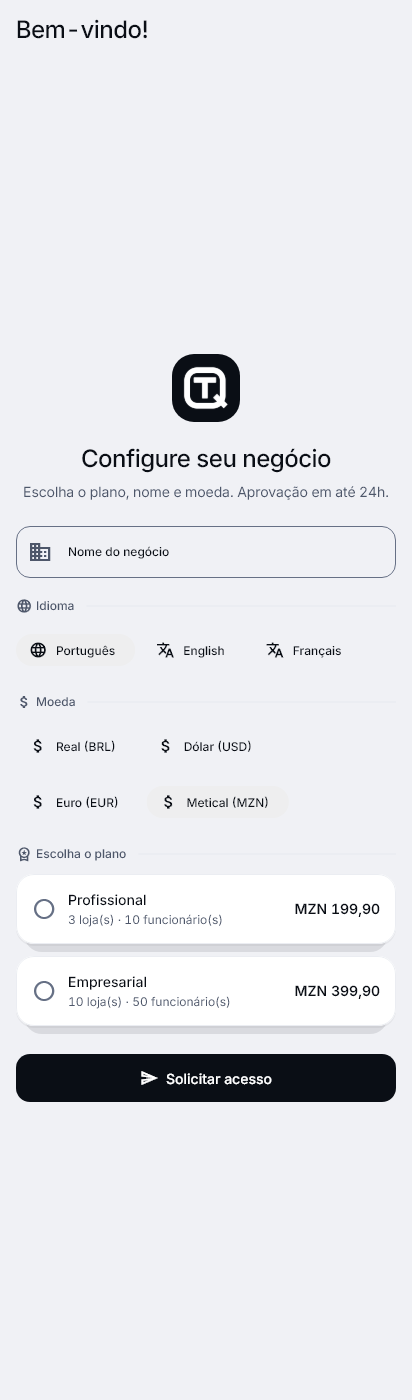 Bem-vindo!
Configure seu negócio
Escolha o plano, nome e moeda. Aprovação em até 24h.
Nome do negócio
Idioma
Português English Français
Moeda
Real (BRL) Dólar (USD)
Euro (EUR) Metical (MZN)
Escolha o plano
Profissional
3 loja(s) · 10 funcionário(s)
MZN 199,90
Empresarial
10 loja(s) · 50 funcionário(s)
MZN 399,90
Solicitar acesso